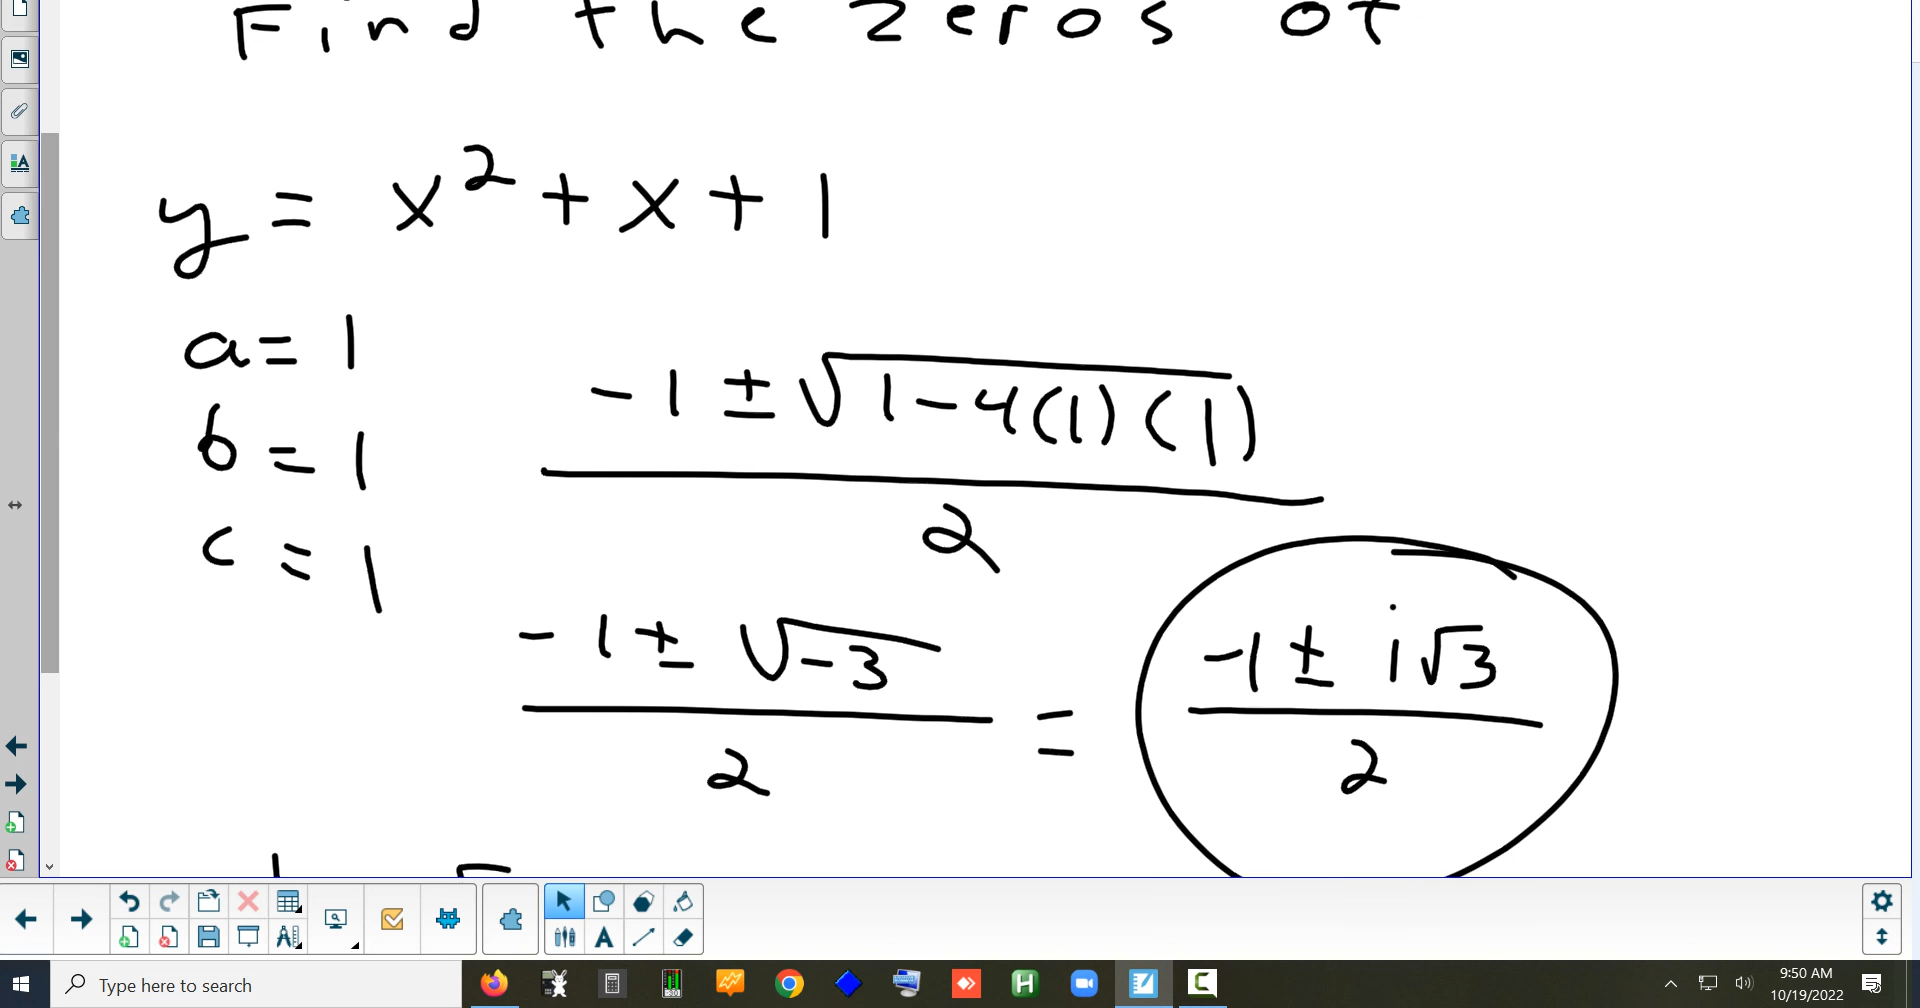 Find the zeros of
y = x² + x + 1
a = 1
b = 1
c = 1
-1 ± √1-4(1)(1)
2
-1 ± √-3
2
=
-1 ± i√3
2
Type here to search
9:50 AM
10/19/2022